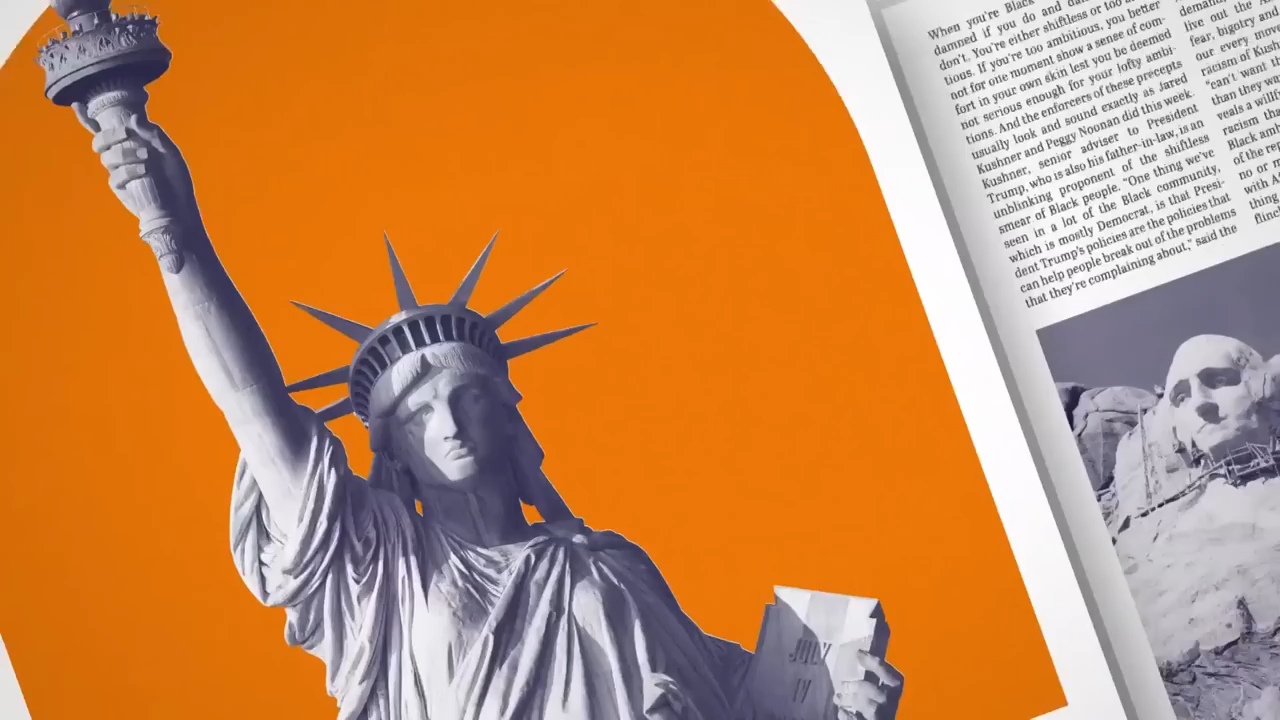 When you're Black
damned if you do and
don't. You're either shiftless or too
tious. If you're too ambitious, you better
not for one moment show a sense of com-
fort in your own skin lest you be deemed
not serious enough for your lofty ambi-
tions. And the enforcers of these precepts
usually look and sound exactly as Jared
Kushner and Peggy Noonan did this week.
Kushner, senior adviser to President
Trump, who is also his father-in-law, is an
unblinking proponent of the shiftless
smear of Black people. "One thing we've
seen in a lot of the Black community,
which is mostly Democrat, is that Presi-
dent Trump's policies are the policies that
can help people break out of the problems
that they're complaining about," said the
live out the
fear, bigotry and
our every move
racism of Kush
"can't want th
than they wa
veals a willf
racism tha
Black amb
of the rep
no or m
with A
thing
flinc
JULY
IV